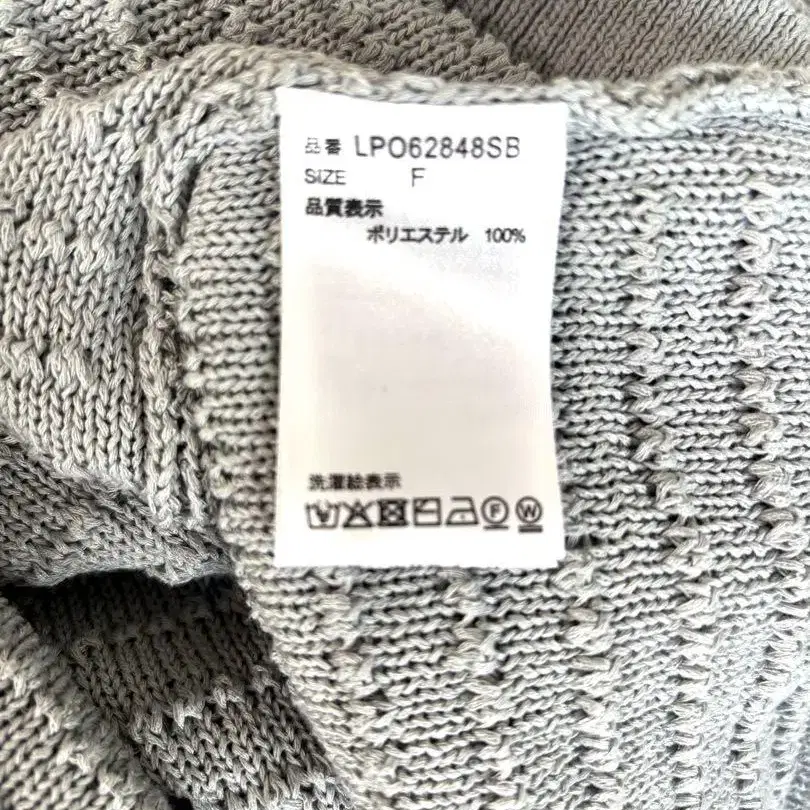 品番 LPO62848SB
SIZE F
品質表示
ポリエステル 100%
洗濯絵表示
F W